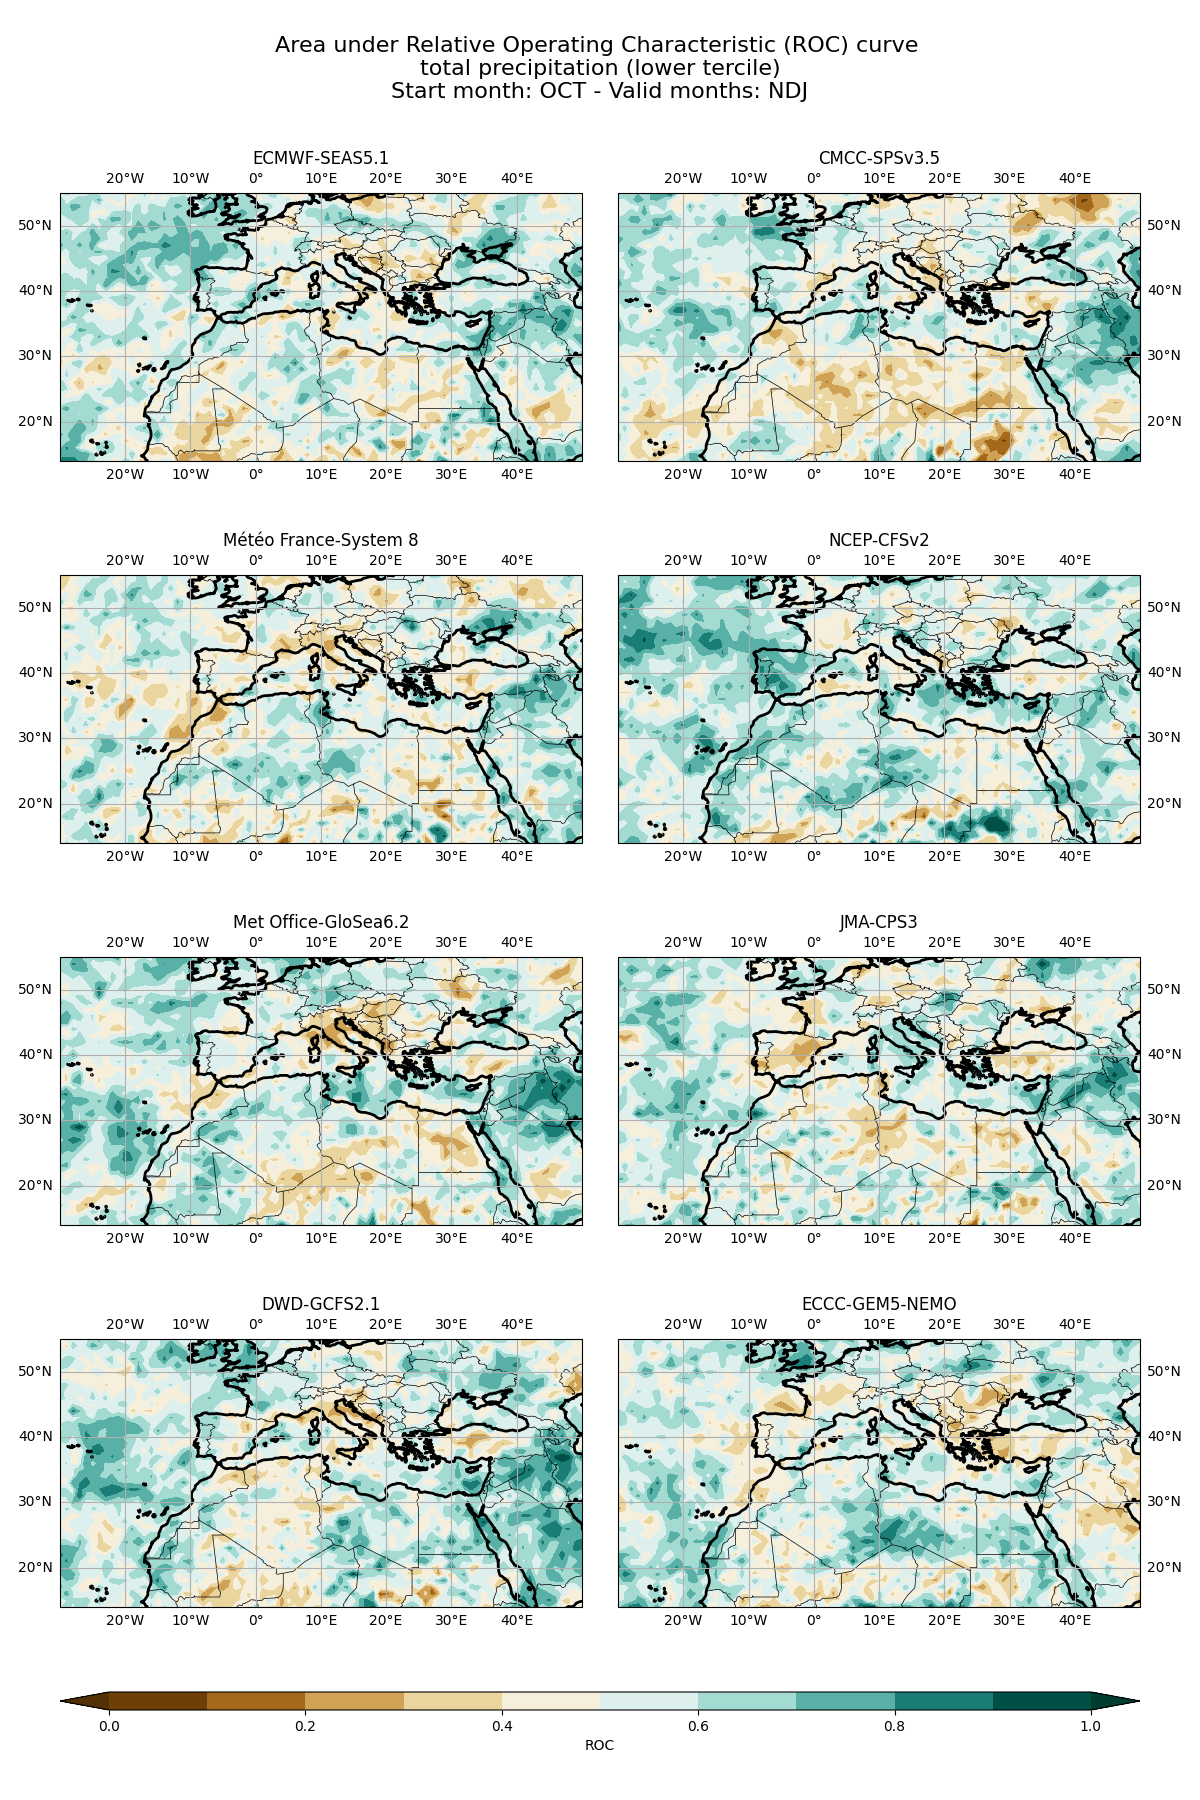 Area under Relative Operating Characteristic (ROC) curve
total precipitation (lower tercile)
Start month: OCT - Valid months: NDJ
ECMWF-SEAS5.1
20°W 10°W 0° 10°E 20°E 30°E 40°E
50°N
40°N
30°N
20°N
20°W 10°W 0° 10°E 20°E 30°E 40°E
CMCC-SPSv3.5
20°W 10°W 0° 10°E 20°E 30°E 40°E
50°N
40°N
30°N
20°N
20°W 10°W 0° 10°E 20°E 30°E 40°E
Météo France-System 8
20°W 10°W 0° 10°E 20°E 30°E 40°E
50°N
40°N
30°N
20°N
20°W 10°W 0° 10°E 20°E 30°E 40°E
NCEP-CFSv2
20°W 10°W 0° 10°E 20°E 30°E 40°E
50°N
40°N
30°N
20°N
20°W 10°W 0° 10°E 20°E 30°E 40°E
Met Office-GloSea6.2
20°W 10°W 0° 10°E 20°E 30°E 40°E
50°N
40°N
30°N
20°N
20°W 10°W 0° 10°E 20°E 30°E 40°E
JMA-CPS3
20°W 10°W 0° 10°E 20°E 30°E 40°E
50°N
40°N
30°N
20°N
20°W 10°W 0° 10°E 20°E 30°E 40°E
DWD-GCFS2.1
20°W 10°W 0° 10°E 20°E 30°E 40°E
50°N
40°N
30°N
20°N
20°W 10°W 0° 10°E 20°E 30°E 40°E
ECCC-GEM5-NEMO
20°W 10°W 0° 10°E 20°E 30°E 40°E
50°N
40°N
30°N
20°N
20°W 10°W 0° 10°E 20°E 30°E 40°E
0.0 0.2 0.4 0.6 0.8 1.0
ROC